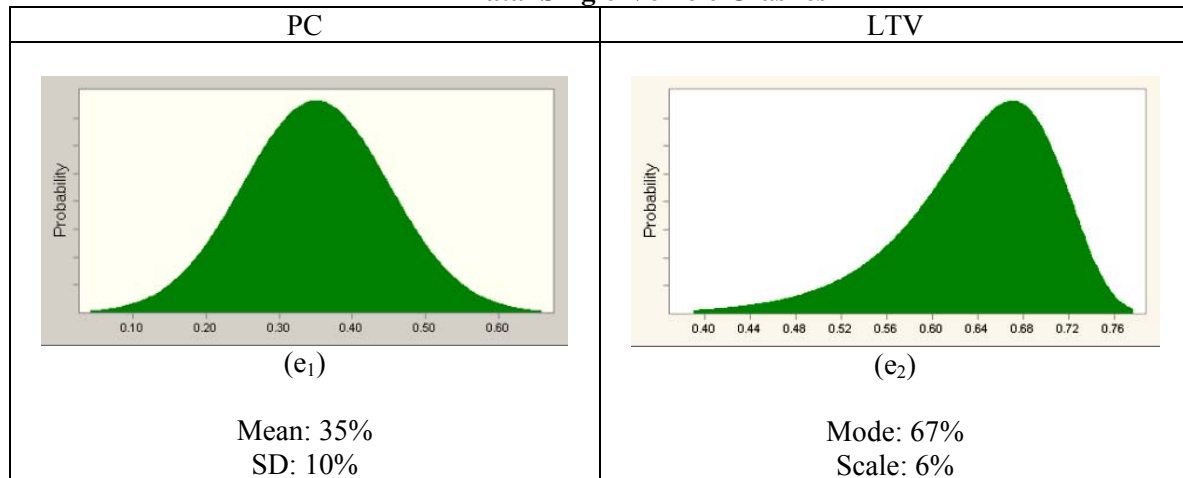 PC LTV
Probability
0.10 0.20 0.30 0.40 0.50 0.60
(e₁)
Mean: 35%
SD: 10%
Probability
0.40 0.44 0.48 0.52 0.56 0.60 0.64 0.68 0.72 0.76
(e₂)
Mode: 67%
Scale: 6%